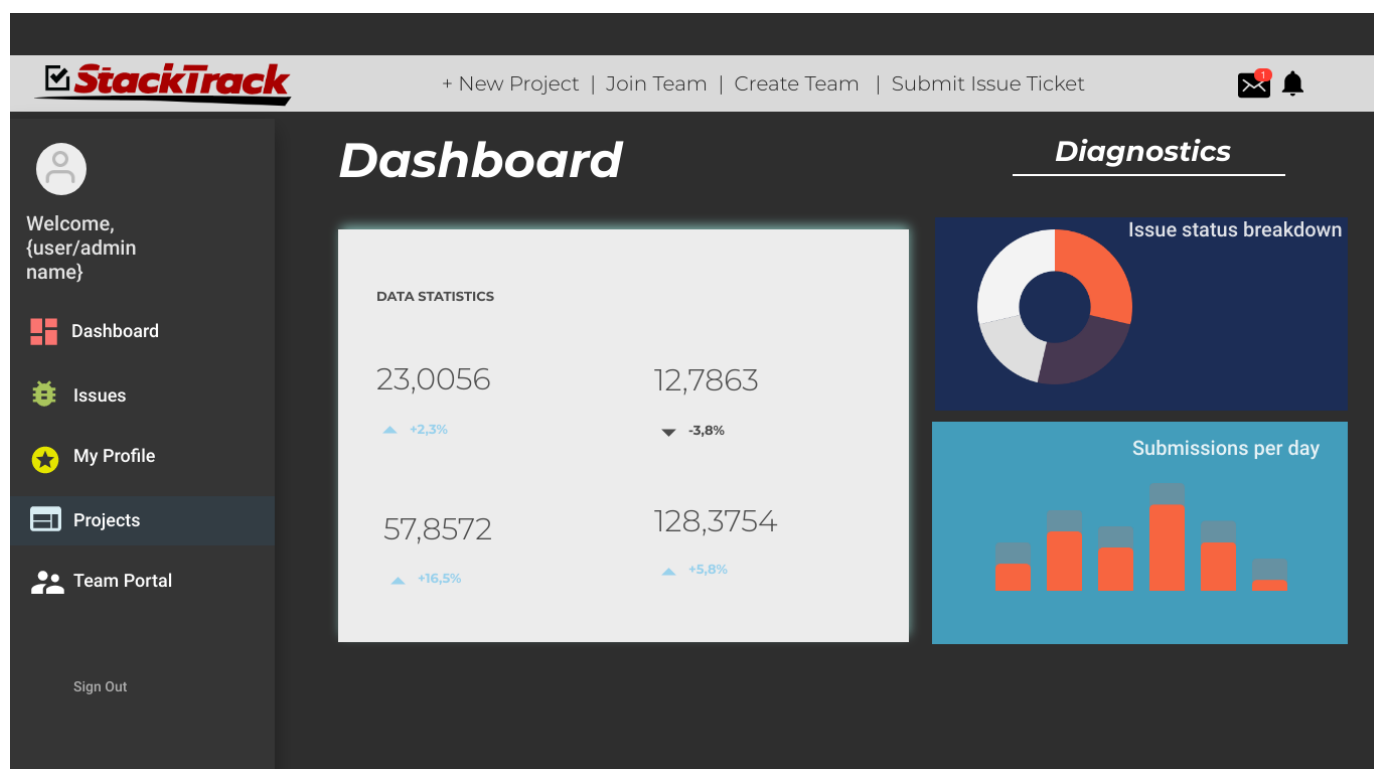 StackTrack
+ New Project | Join Team | Create Team | Submit Issue Ticket
1
Welcome,
{user/admin
name}
Dashboard
Issues
My Profile
Projects
Team Portal
Sign Out
Dashboard
DATA STATISTICS
23,0056
12,7863
+2,3%
-3,8%
57,8572
128,3754
+16,5%
+5,8%
Diagnostics
Issue status breakdown
Submissions per day